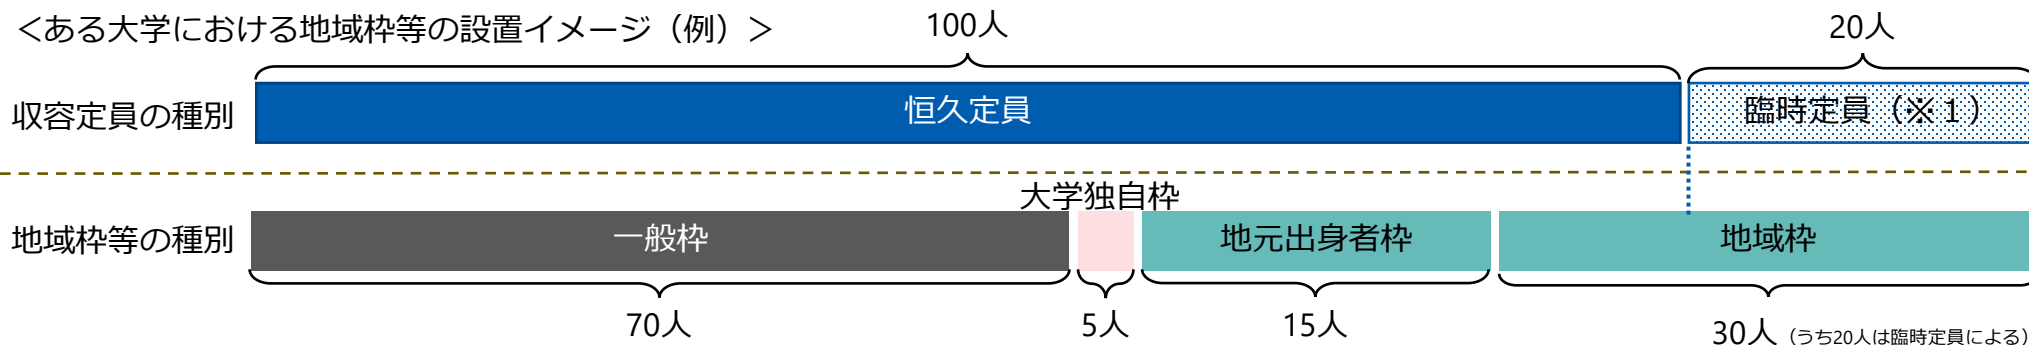 ＜ある大学における地域枠等の設置イメージ（例）＞
100人
20人
収容定員の種別
恒久定員
臨時定員（※１）
大学独自枠
地域枠等の種別
一般枠
地元出身者枠
地域枠
70人
5人
15人
30人（うち20人は臨時定員による）